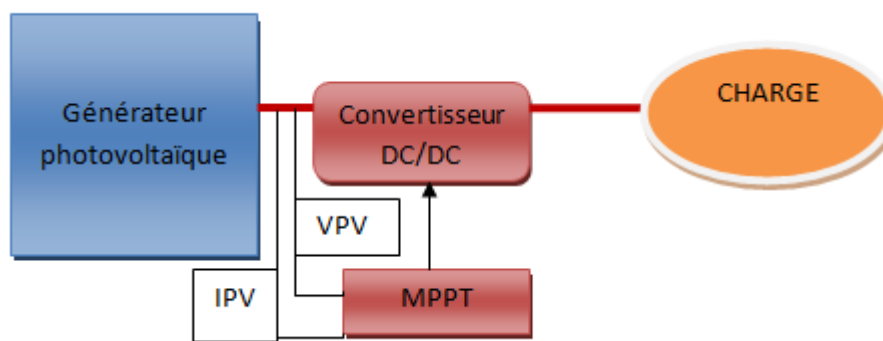 Générateur
photovoltaïque
Convertisseur
DC/DC
CHARGE
VPV
IPV
MPPT